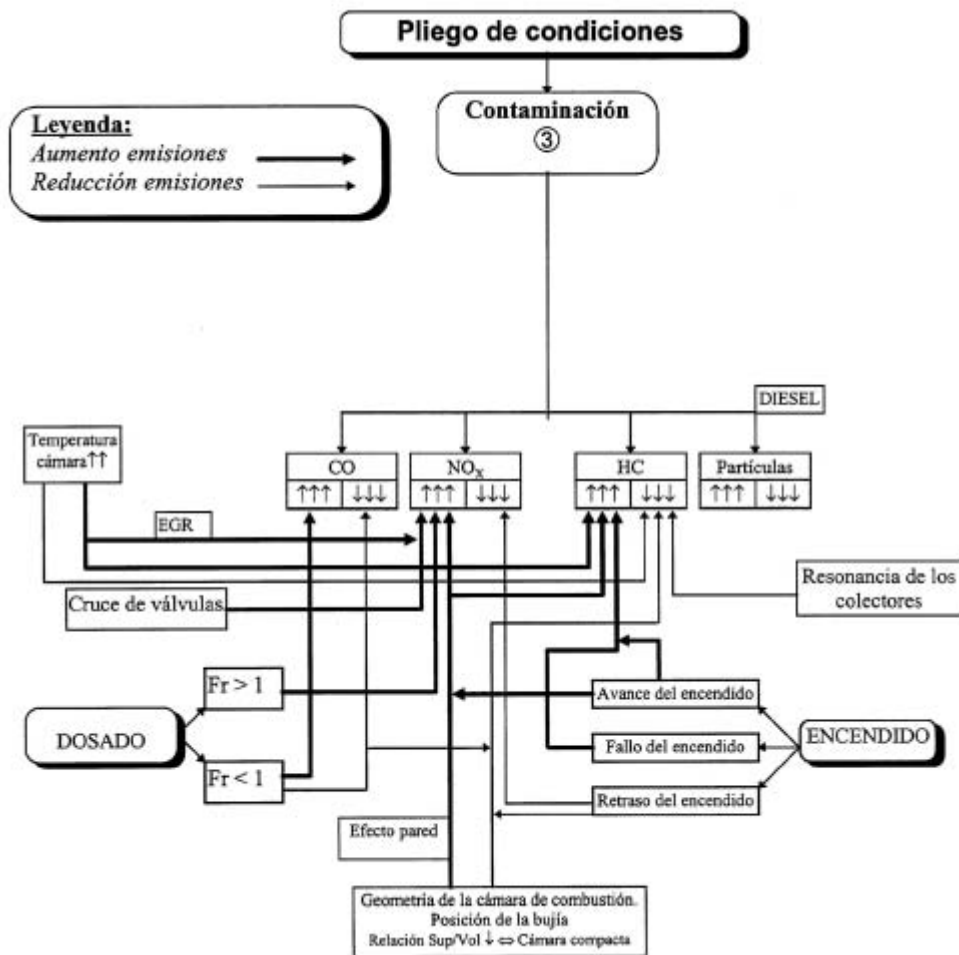 Pliego de condiciones
Contaminación
③
Leyenda:
Aumento emisiones
Reducción emisiones
DIESEL
Temperatura
cámara↑↑
CO
↑↑↑ ↓↓↓
NOX
↑↑↑ ↓↓↓
HC
↑↑↑ ↓↓↓
Partículas
↑↑↑ ↓↓↓
EGR
Cruce de válvulas
Resonancia de los
colectores
Fr > 1
DOSADO
Fr < 1
Avance del encendido
Fallo del encendido
Retraso del encendido
ENCENDIDO
Efecto pared
Geometría de la cámara de combustión.
Posición de la bujía
Relación Sup/Vol ↓ ⇔ Cámara compacta